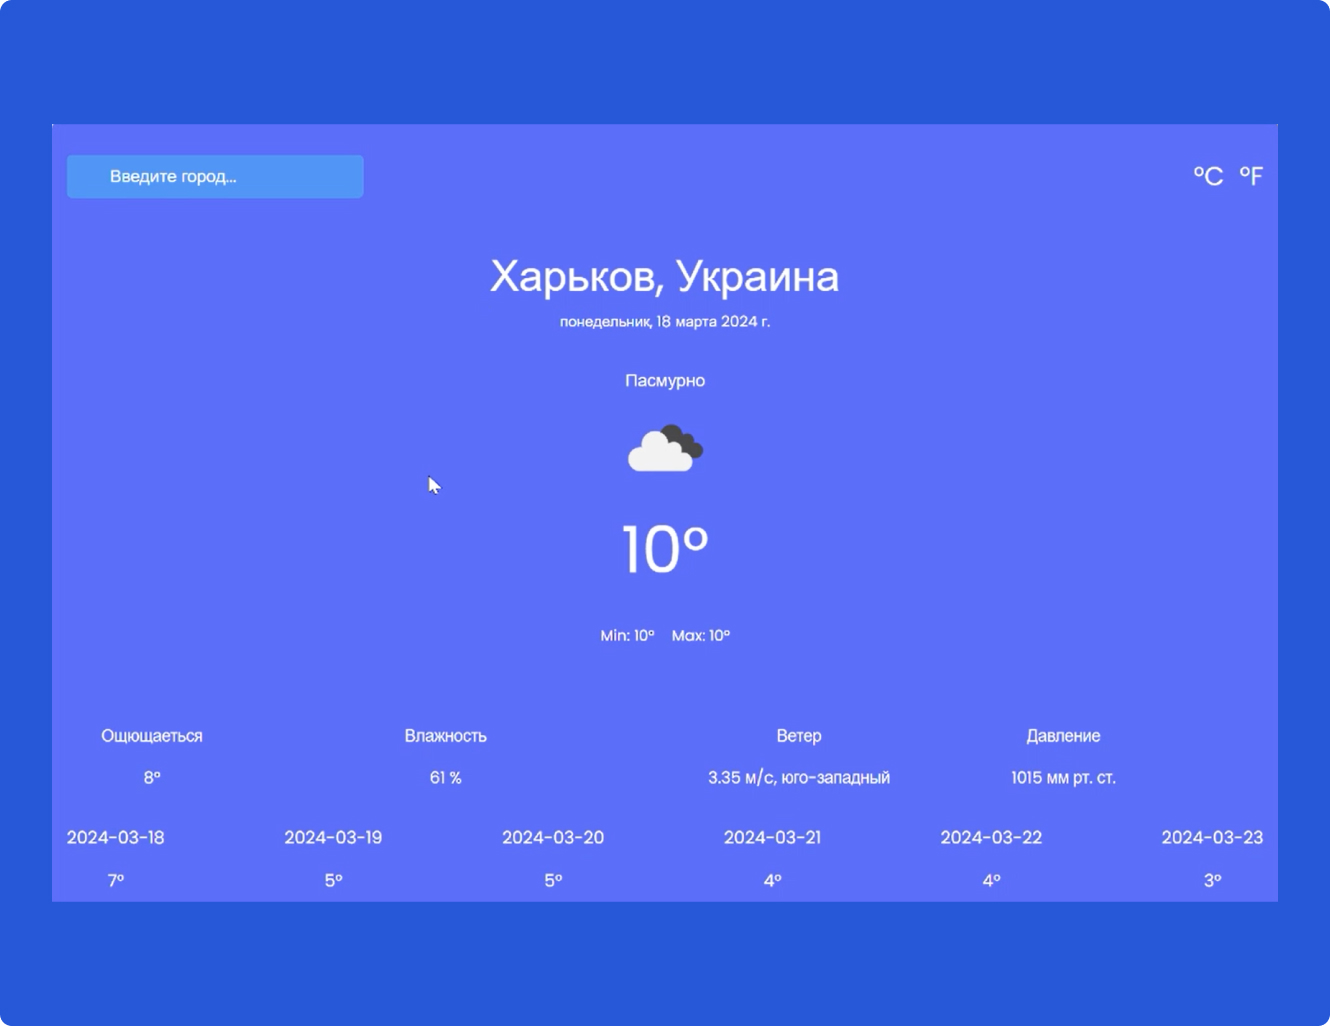 Введите город...
°C °F
Харьков, Украина
понедельник, 18 марта 2024 г.
Пасмурно
10°
Min: 10° Max: 10°
Ощющаеться Влажность Ветер Давление
8° 61 % 3.35 м/с, юго-западный 1015 мм рт. ст.
2024-03-18 2024-03-19 2024-03-20 2024-03-21 2024-03-22 2024-03-23
7° 5° 5° 4° 4° 3°